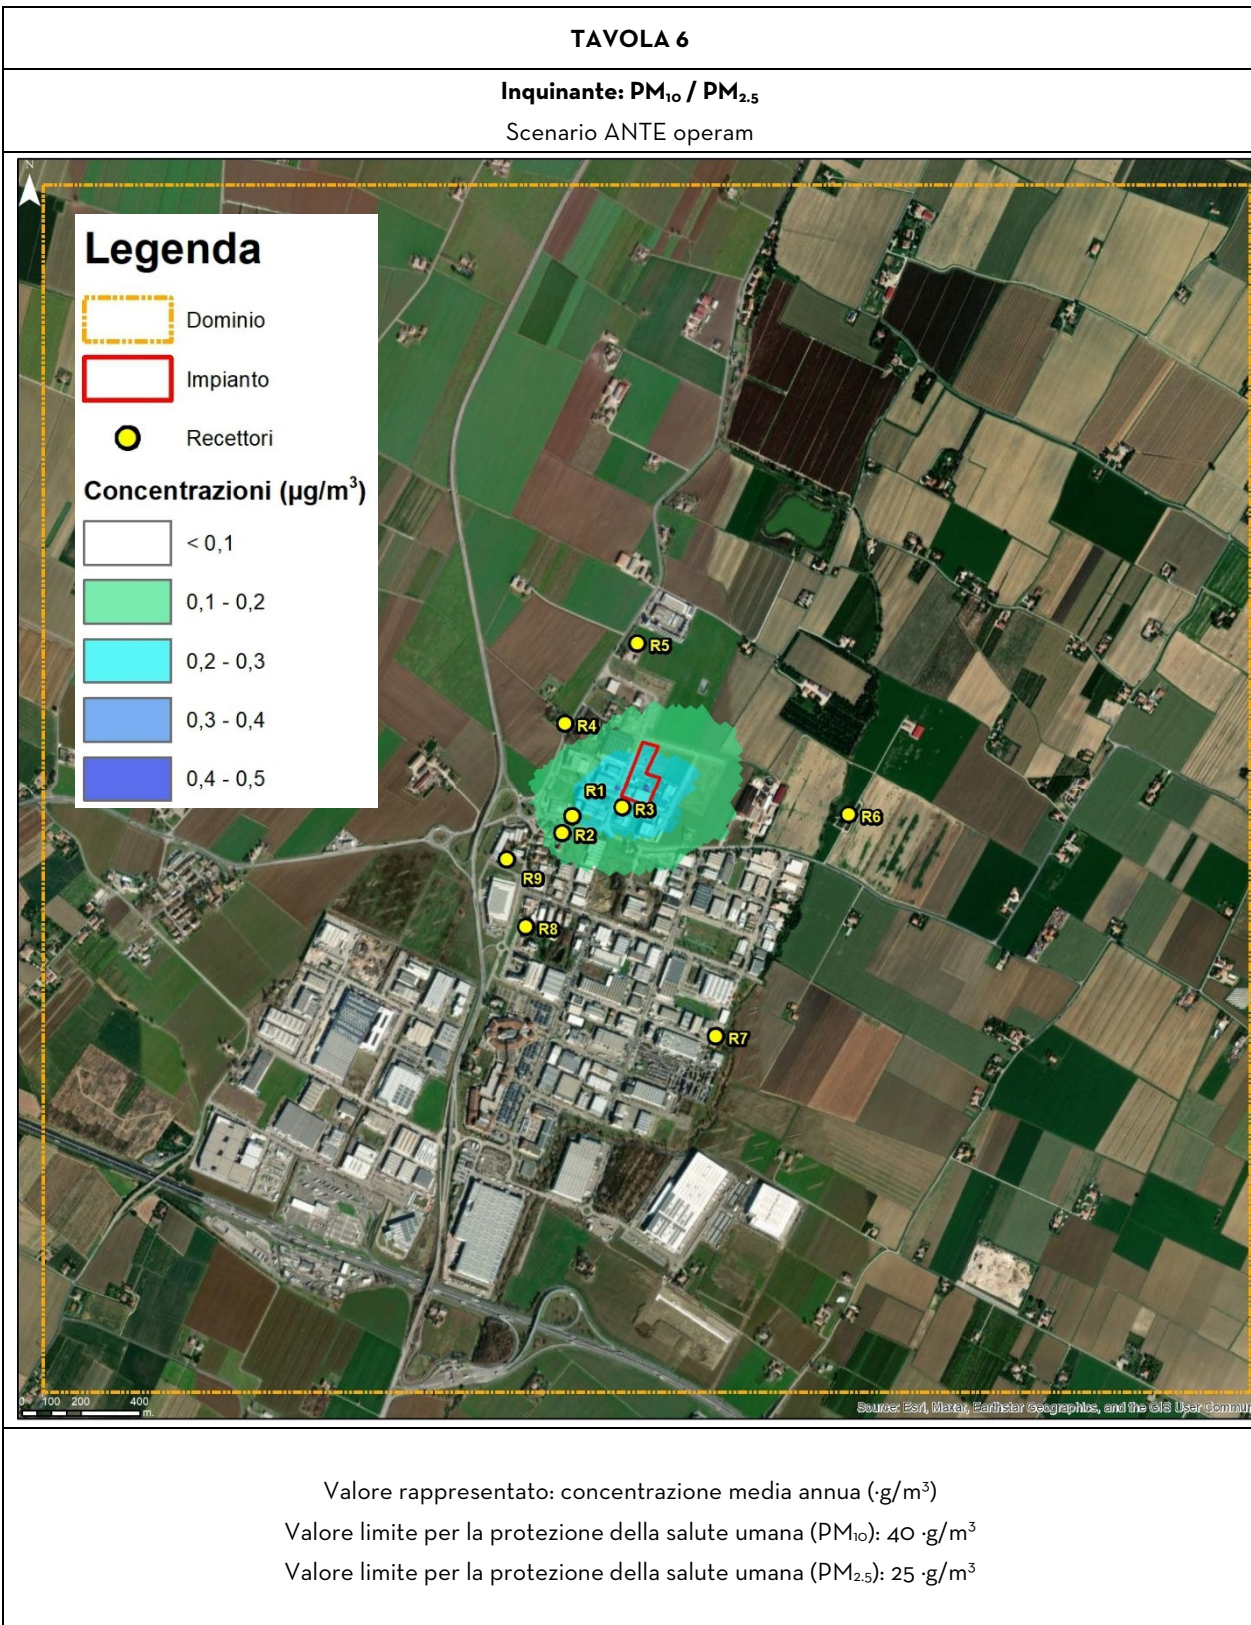 TAVOLA 6
Inquinante: PM₁₀ / PM₂.₅
Scenario ANTE operam
N
Legenda
Dominio
Impianto
Recettori
Concentrazioni (µg/m³)
< 0,1
0,1 - 0,2
0,2 - 0,3
0,3 - 0,4
0,4 - 0,5
R5
R4
R1
R3
R2
R6
R9
R8
R7
0 100 200 400
m.
Source: Esri, Maxar, Earthstar Geographics, and the GIS User Commun
Valore rappresentato: concentrazione media annua (·g/m³)
Valore limite per la protezione della salute umana (PM₁₀): 40 ·g/m³
Valore limite per la protezione della salute umana (PM₂.₅): 25 ·g/m³